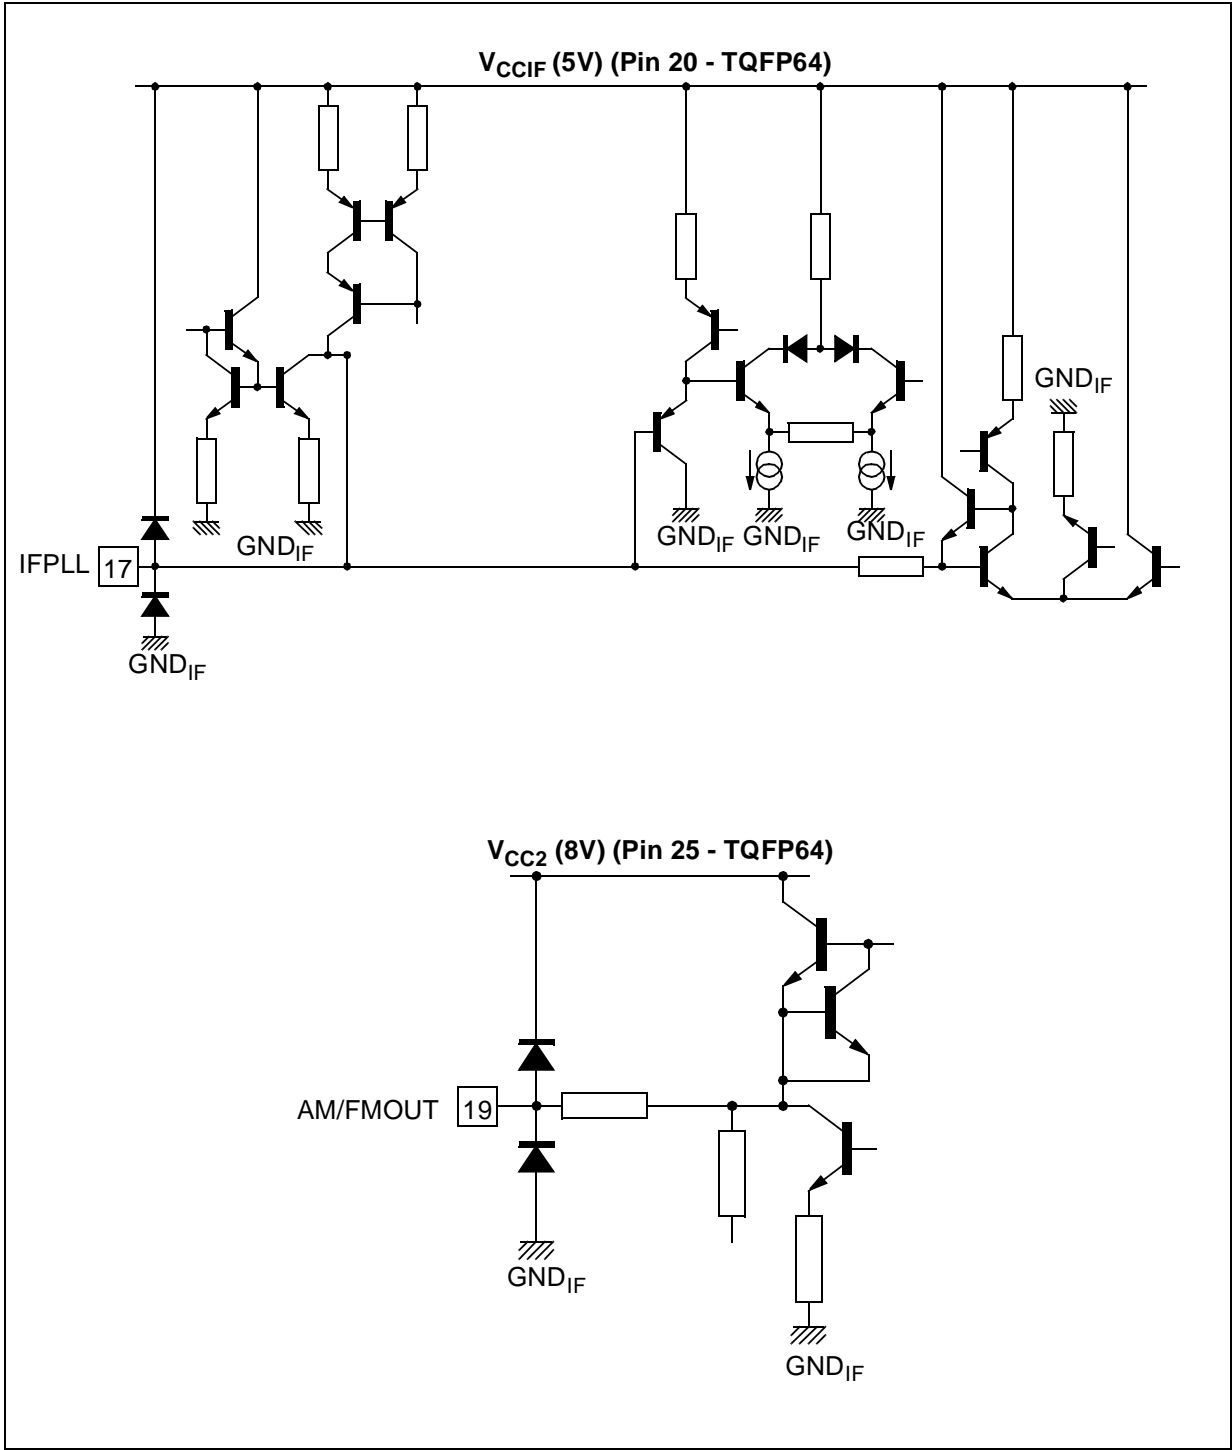 VCCIF (5V) (Pin 20 - TQFP64)
GNDIF
GNDIF
GNDIF GNDIF GNDIF
IFPLL 17
GNDIF
VCC2 (8V) (Pin 25 - TQFP64)
AM/FMOUT 19
GNDIF
GNDIF